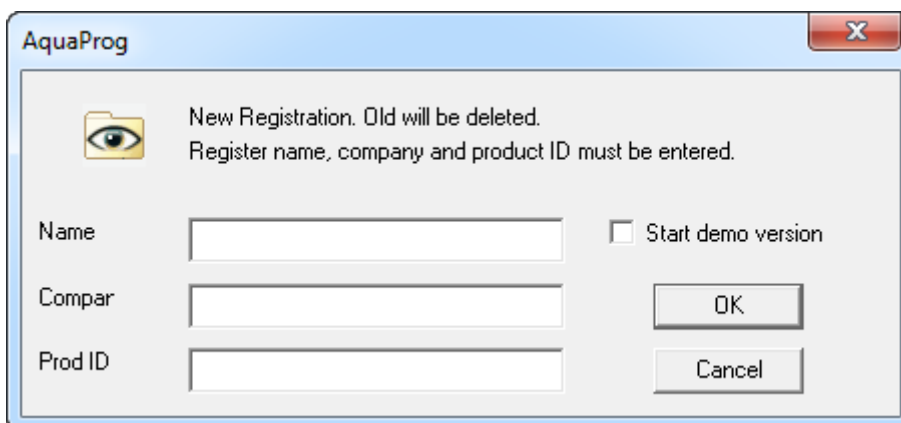 AquaProg
New Registration. Old will be deleted.
Register name, company and product ID must be entered.
Name
Start demo version
Compar
OK
Prod ID
Cancel